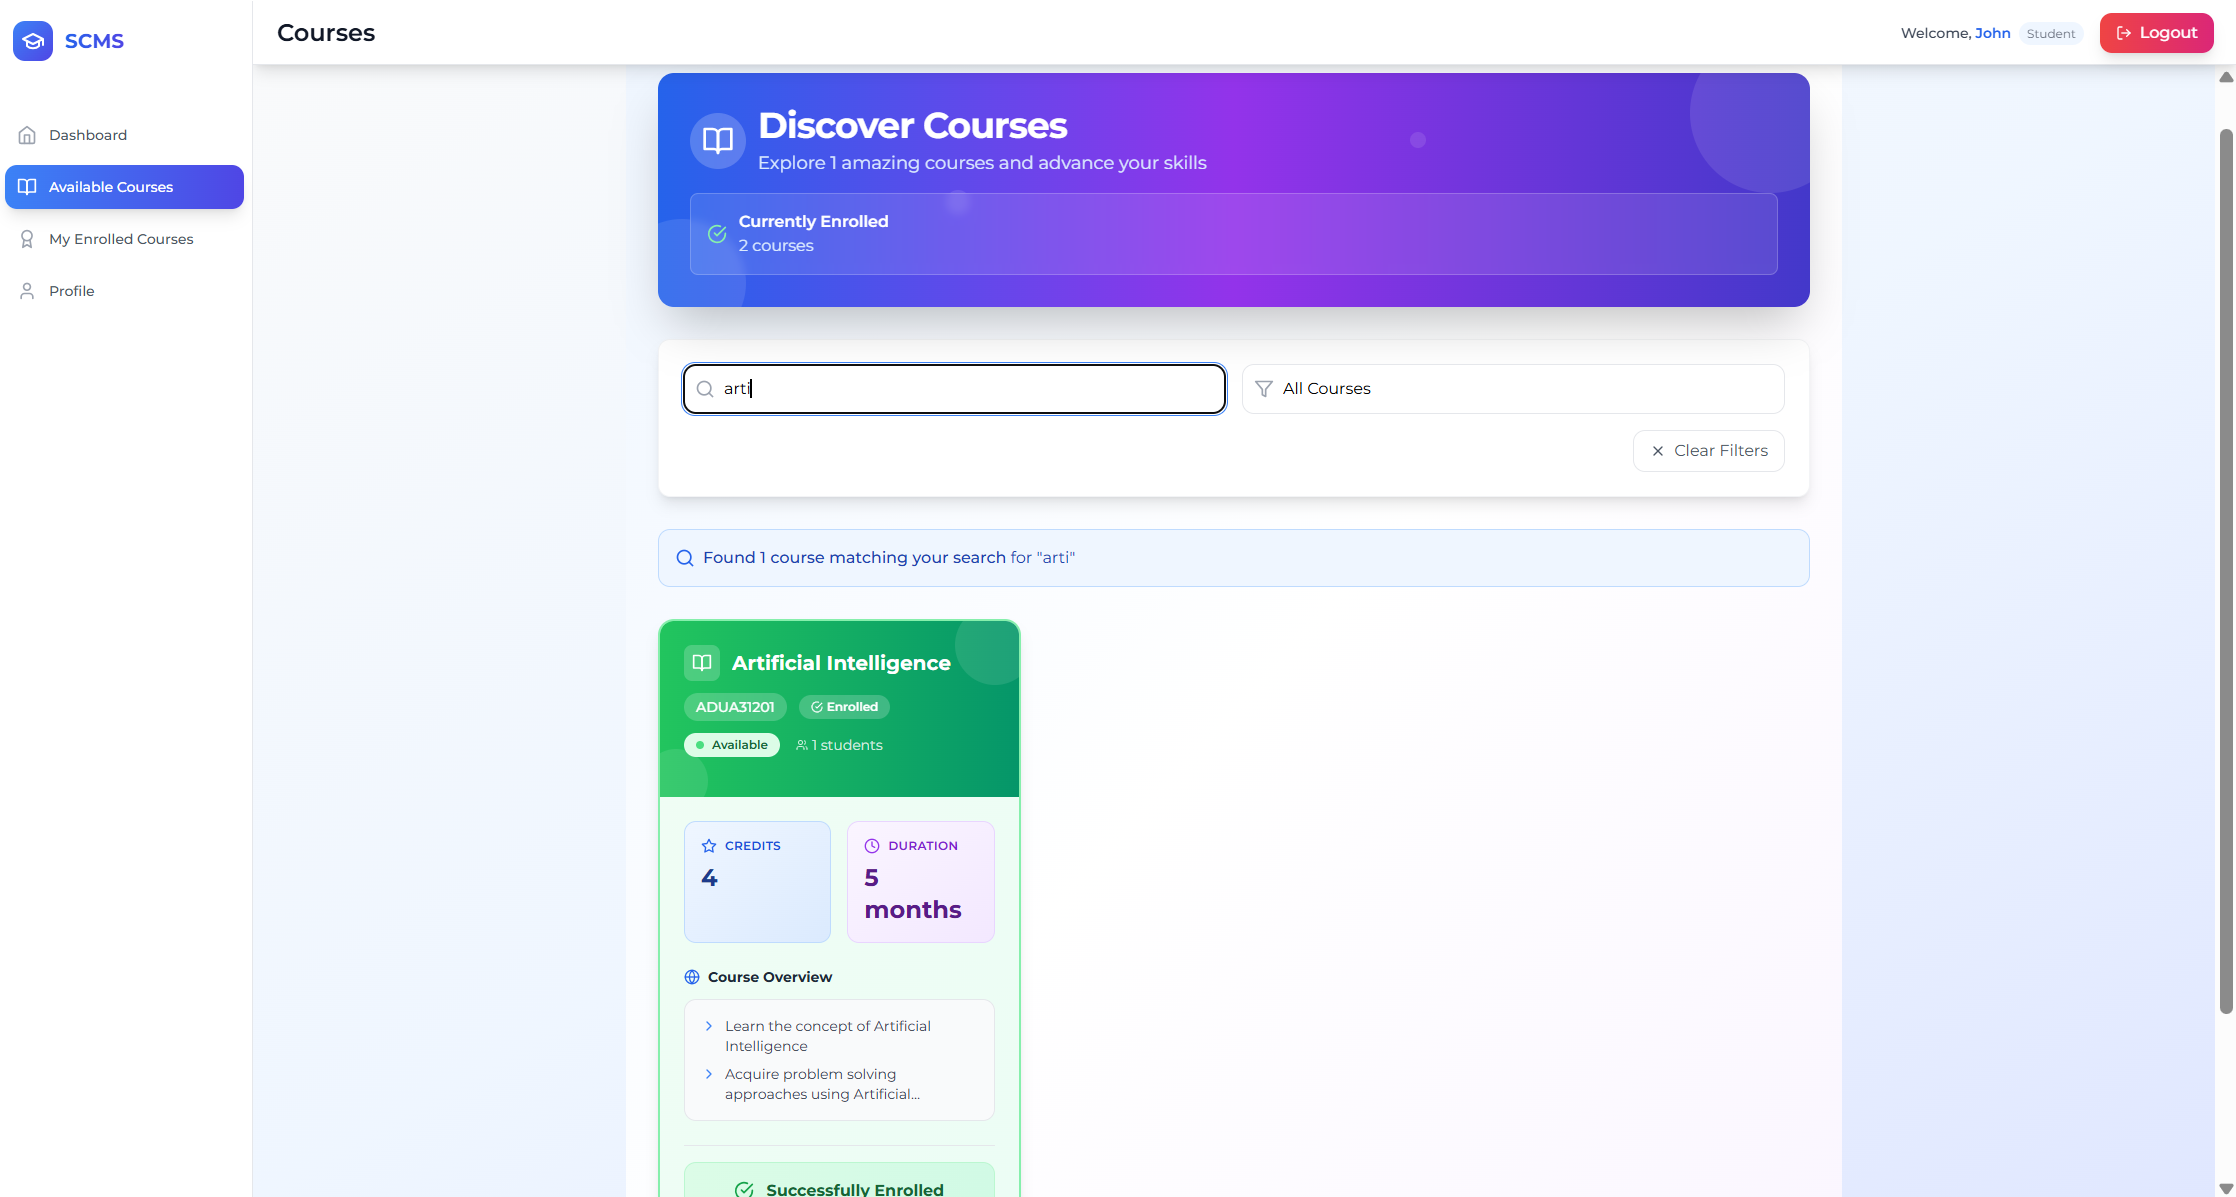 SCMS
Courses
Welcome, John
Student
Logout
Dashboard
Available Courses
My Enrolled Courses
Profile
Discover Courses
Explore 1 amazing courses and advance your skills
Currently Enrolled
2 courses
arti
All Courses
Clear Filters
Found 1 course matching your search for "arti"
Artificial Intelligence
ADUA31201
Enrolled
Available
1 students
CREDITS
4
DURATION
5
months
Course Overview
Learn the concept of Artificial
Intelligence
Acquire problem solving
approaches using Artificial...
Successfully Enrolled